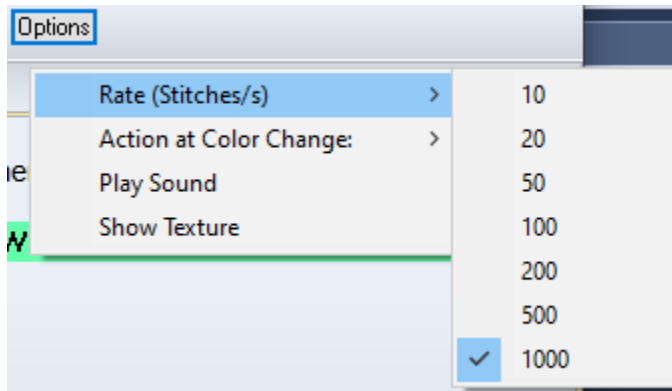 Options
Rate (Stitches/s)
Action at Color Change:
Play Sound
Show Texture
10
20
50
100
200
500
1000